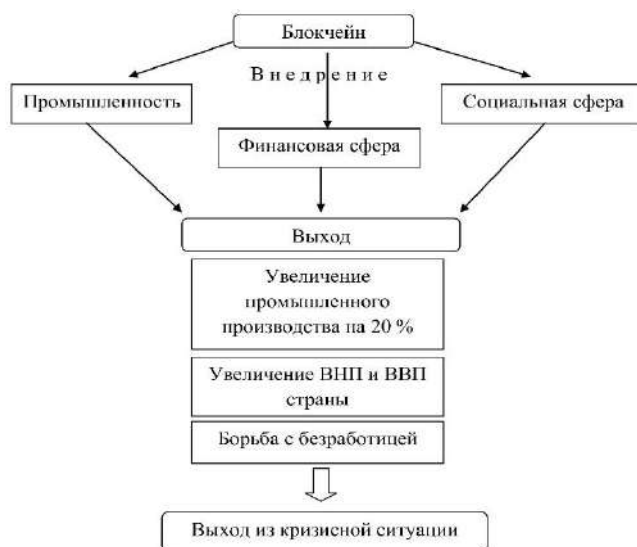 Блокчейн
В н е д р е н и е
Промышленность
Социальная сфера
Финансовая сфера
Выход
Увеличение
промышленного
производства на 20 %
Увеличение ВНП и ВВП
страны
Борьба с безработицей
Выход из кризисной ситуации